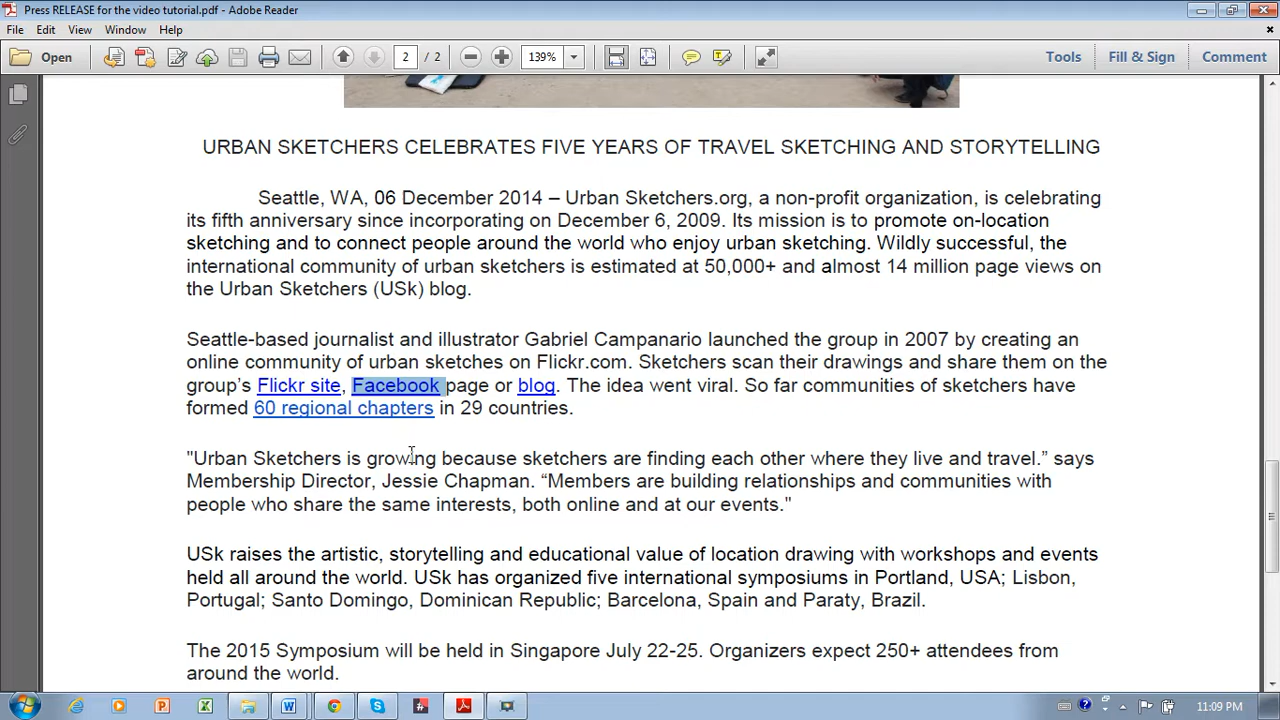 Press RELEASE for the video tutorial.pdf - Adobe Reader
File Edit View Window Help
Open 2 / 2 139% Tools Fill & Sign Comment
URBAN SKETCHERS CELEBRATES FIVE YEARS OF TRAVEL SKETCHING AND STORYTELLING
Seattle, WA, 06 December 2014 – Urban Sketchers.org, a non-profit organization, is celebrating
its fifth anniversary since incorporating on December 6, 2009. Its mission is to promote on-location
sketching and to connect people around the world who enjoy urban sketching. Wildly successful, the
international community of urban sketchers is estimated at 50,000+ and almost 14 million page views on
the Urban Sketchers (USk) blog.
Seattle-based journalist and illustrator Gabriel Campanario launched the group in 2007 by creating an
online community of urban sketches on Flickr.com. Sketchers scan their drawings and share them on the
group's Flickr site, Facebook page or blog. The idea went viral. So far communities of sketchers have
formed 60 regional chapters in 29 countries.
"Urban Sketchers is growing because sketchers are finding each other where they live and travel.” says
Membership Director, Jessie Chapman. “Members are building relationships and communities with
people who share the same interests, both online and at our events."
USk raises the artistic, storytelling and educational value of location drawing with workshops and events
held all around the world. USk has organized five international symposiums in Portland, USA; Lisbon,
Portugal; Santo Domingo, Dominican Republic; Barcelona, Spain and Paraty, Brazil.
The 2015 Symposium will be held in Singapore July 22-25. Organizers expect 250+ attendees from
around the world.
11:09 PM